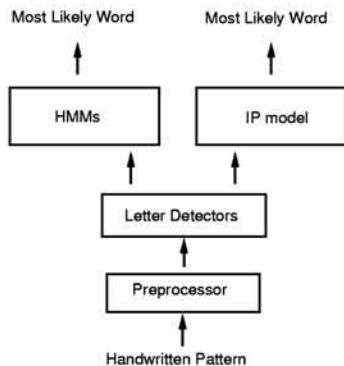 Most Likely Word Most Likely Word
HMMs IP model
Letter Detectors
Preprocessor
Handwritten Pattern